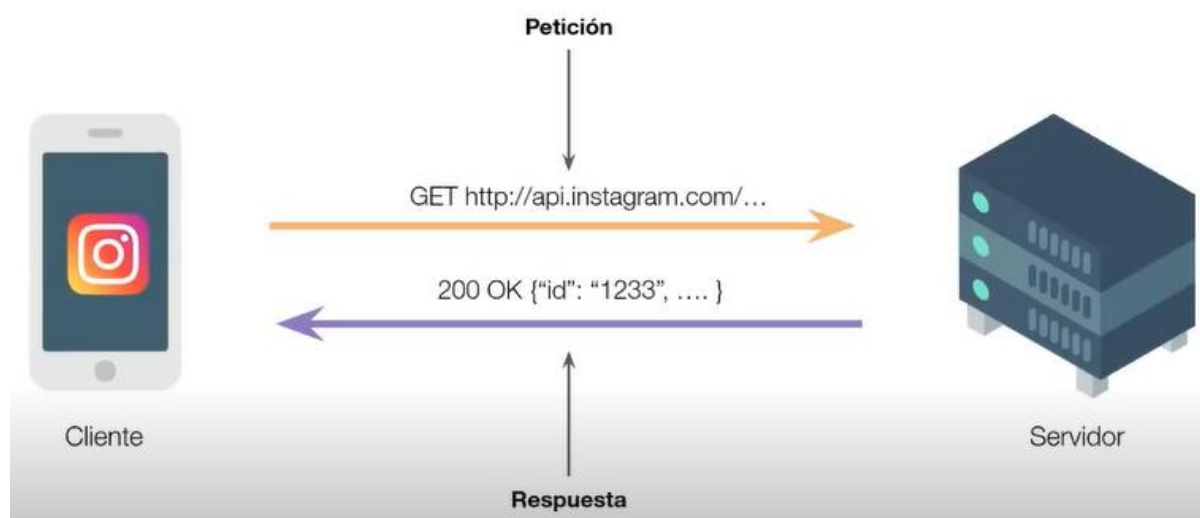 Petición
GET http://api.instagram.com/…
200 OK {“id”: “1233”, …. }
Cliente
Servidor
Respuesta